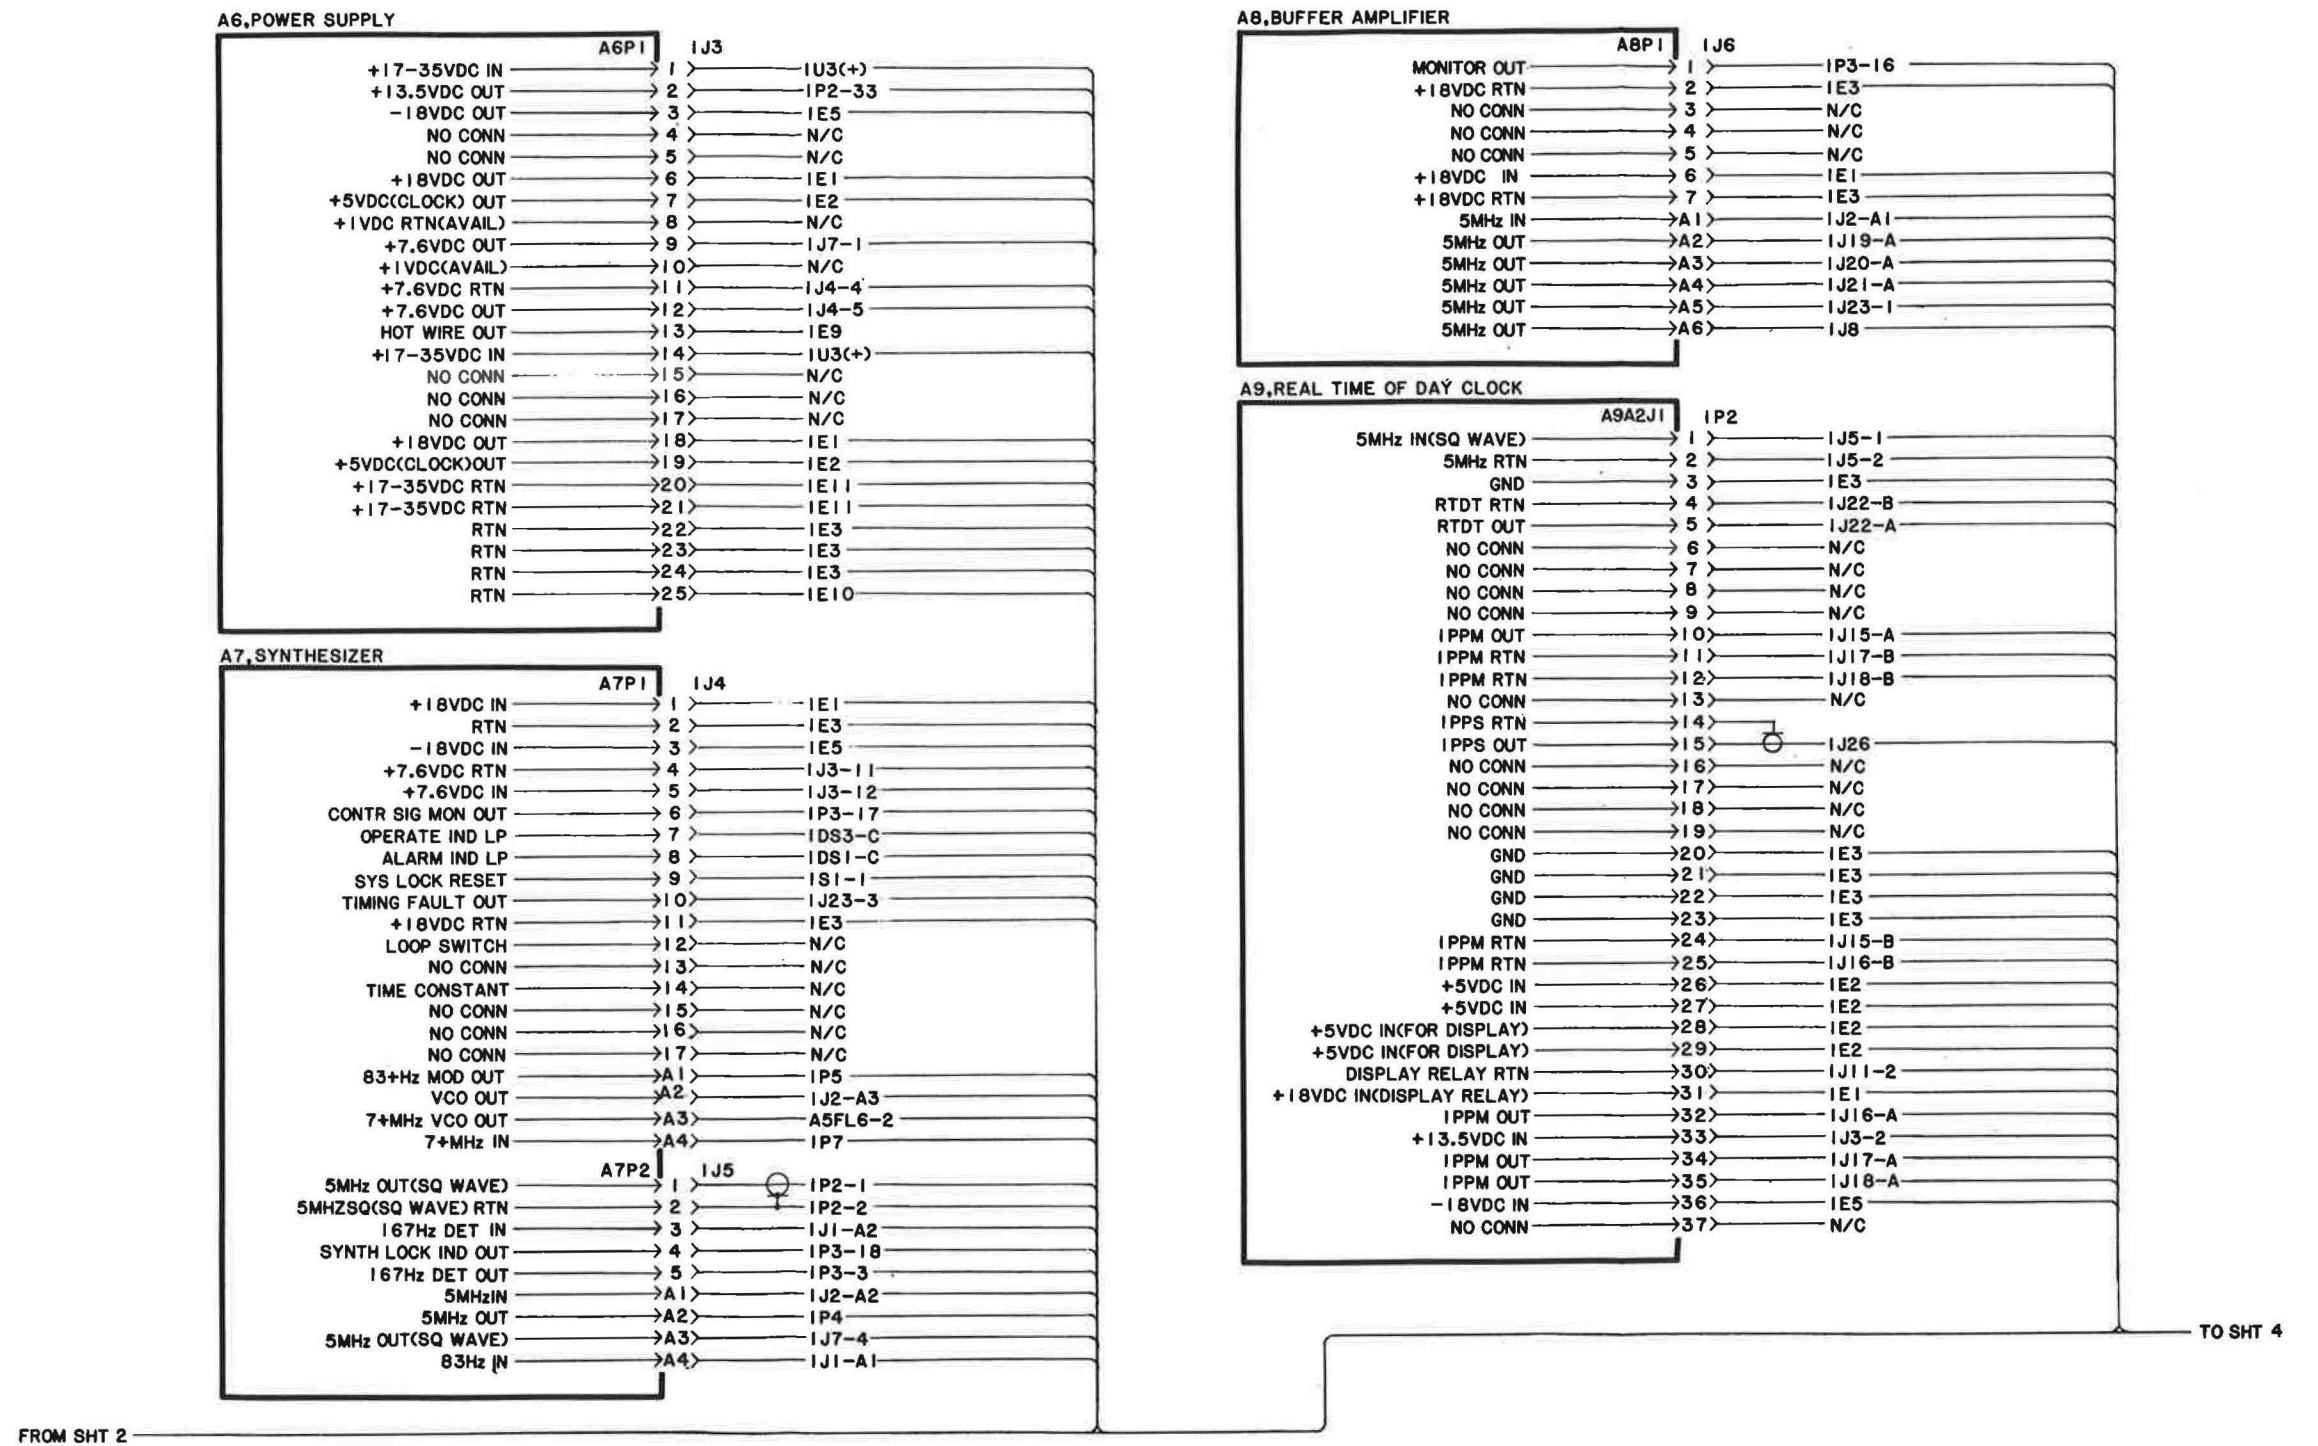 A6,POWER SUPPLY
A6P1 1J3
+17-35VDC IN 1 1U3(+)
+13.5VDC OUT 2 1P2-33
-18VDC OUT 3 1E5
NO CONN 4 N/C
NO CONN 5 N/C
+18VDC OUT 6 1E1
+5VDC(CLOCK) OUT 7 1E2
+1VDC RTN(AVAIL) 8 N/C
+7.6VDC OUT 9 1J7-1
+1VDC(AVAIL) 10 N/C
+7.6VDC RTN 11 1J4-4
+7.6VDC OUT 12 1J4-5
HOT WIRE OUT 13 1E9
+17-35VDC IN 14 1U3(+)
NO CONN 15 N/C
NO CONN 16 N/C
NO CONN 17 N/C
+18VDC OUT 18 1E1
+5VDC(CLOCK)OUT 19 1E2
+17-35VDC RTN 20 1E11
+17-35VDC RTN 21 1E11
RTN 22 1E3
RTN 23 1E3
RTN 24 1E3
RTN 25 1E10
A7,SYNTHESIZER
A7P1 1J4
+18VDC IN 1 1E1
RTN 2 1E3
-18VDC IN 3 1E5
+7.6VDC RTN 4 1J3-11
+7.6VDC IN 5 1J3-12
CONTR SIG MON OUT 6 1P3-17
OPERATE IND LP 7 1DS3-C
ALARM IND LP 8 1DS1-C
SYS LOCK RESET 9 1S1-1
TIMING FAULT OUT 10 1J23-3
+18VDC RTN 11 1E3
LOOP SWITCH 12 N/C
NO CONN 13 N/C
TIME CONSTANT 14 N/C
NO CONN 15 N/C
NO CONN 16 N/C
NO CONN 17 N/C
83+Hz MOD OUT A1 1P5
VCO OUT A2 1J2-A3
7+MHz VCO OUT A3 A5FL6-2
7+MHz IN A4 1P7
A7P2 1J5
5MHz OUT(SQ WAVE) 1 1P2-1
5MHZSQ(SQ WAVE) RTN 2 1P2-2
167Hz DET IN 3 1J1-A2
SYNTH LOCK IND OUT 4 1P3-18
167Hz DET OUT 5 1P3-3
5MHzIN A1 1J2-A2
5MHz OUT A2 1P4
5MHz OUT(SQ WAVE) A3 1J7-4
83Hz IN A4 1J1-A1
FROM SHT 2
A8,BUFFER AMPLIFIER
A8P1 1J6
MONITOR OUT 1 1P3-16
+18VDC RTN 2 1E3
NO CONN 3 N/C
NO CONN 4 N/C
NO CONN 5 N/C
+18VDC IN 6 1E1
+18VDC RTN 7 1E3
5MHz IN A1 1J2-A1
5MHz OUT A2 1J19-A
5MHz OUT A3 1J20-A
5MHz OUT A4 1J21-A
5MHz OUT A5 1J23-1
5MHz OUT A6 1J8
A9,REAL TIME OF DAY CLOCK
A9A2J1 1P2
5MHz IN(SQ WAVE) 1 1J5-1
5MHz RTN 2 1J5-2
GND 3 1E3
RTDT RTN 4 1J22-B
RTDT OUT 5 1J22-A
NO CONN 6 N/C
NO CONN 7 N/C
NO CONN 8 N/C
NO CONN 9 N/C
1PPM OUT 10 1J15-A
1PPM RTN 11 1J17-B
1PPM RTN 12 1J18-B
NO CONN 13 N/C
1PPS RTN 14
1PPS OUT 15 1J26
NO CONN 16 N/C
NO CONN 17 N/C
NO CONN 18 N/C
NO CONN 19 N/C
GND 20 1E3
GND 21 1E3
GND 22 1E3
GND 23 1E3
1PPM RTN 24 1J15-B
1PPM RTN 25 1J16-B
+5VDC IN 26 1E2
+5VDC IN 27 1E2
+5VDC IN(FOR DISPLAY) 28 1E2
+5VDC IN(FOR DISPLAY) 29 1E2
DISPLAY RELAY RTN 30 1J11-2
+18VDC IN(DISPLAY RELAY) 31 1E1
1PPM OUT 32 1J16-A
+13.5VDC IN 33 1J3-2
1PPM OUT 34 1J17-A
1PPM OUT 35 1J18-A
-18VDC IN 36 1E5
NO CONN 37 N/C
TO SHT 4